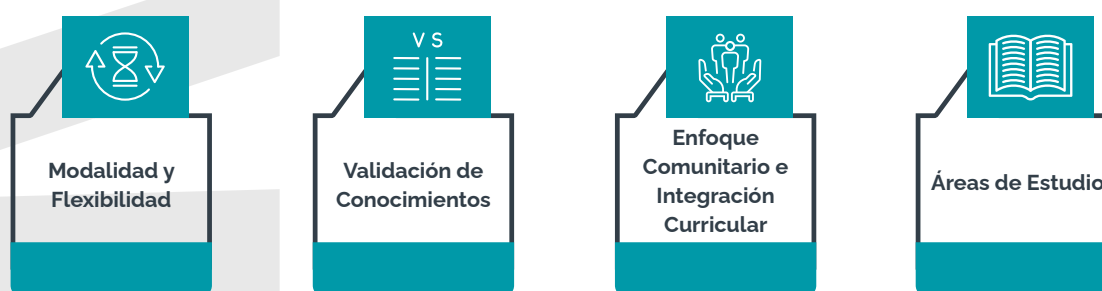 Modalidad y
Flexibilidad
V S
Validación de
Conocimientos
Enfoque
Comunitario e
Integración
Curricular
Áreas de Estudio